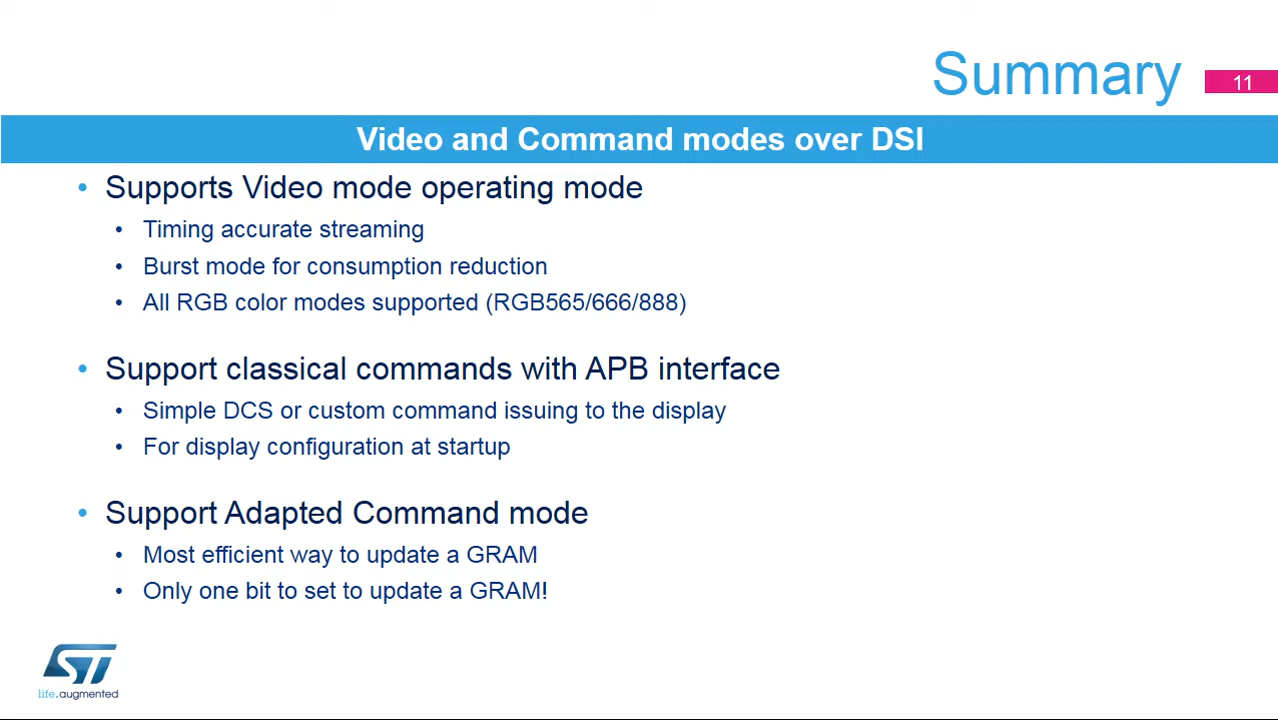 Summary
11
Video and Command modes over DSI
• Supports Video mode operating mode
• Timing accurate streaming
• Burst mode for consumption reduction
• All RGB color modes supported (RGB565/666/888)
• Support classical commands with APB interface
• Simple DCS or custom command issuing to the display
• For display configuration at startup
• Support Adapted Command mode
• Most efficient way to update a GRAM
• Only one bit to set to update a GRAM!
ST
life.augmented